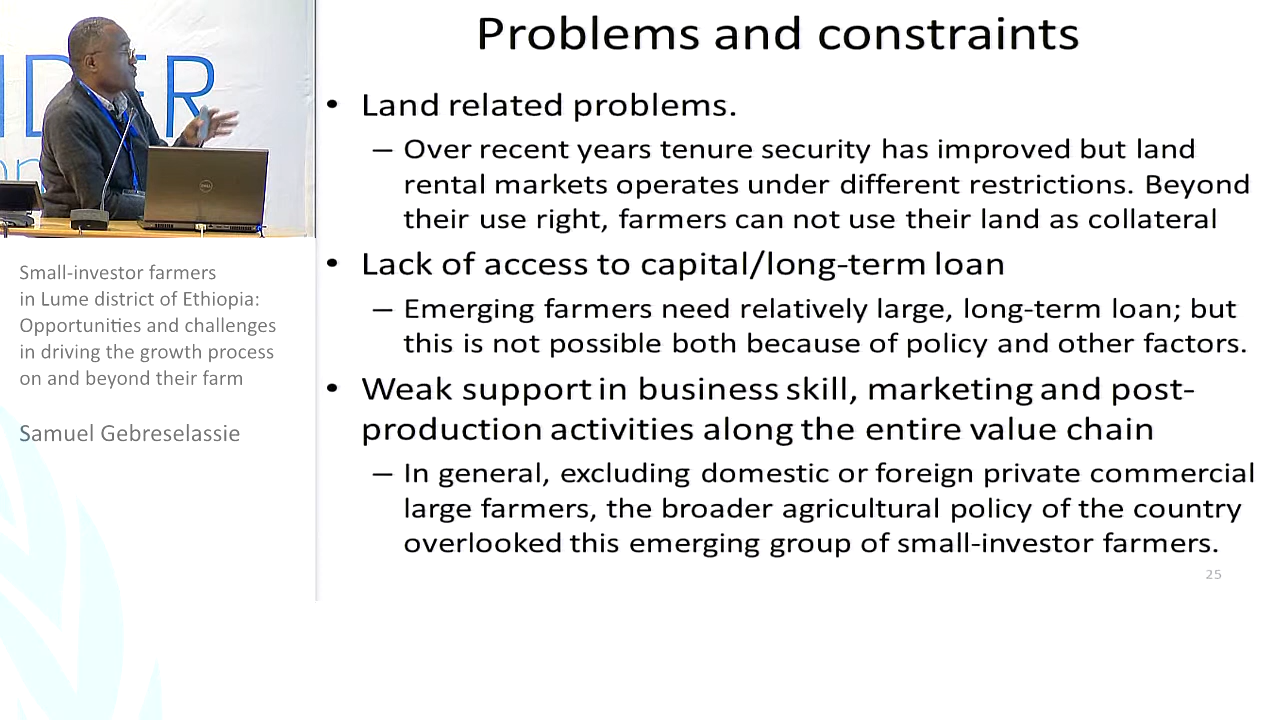 Problems and constraints
• Land related problems.
– Over recent years tenure security has improved but land
rental markets operates under different restrictions. Beyond
their use right, farmers can not use their land as collateral
• Lack of access to capital/long-term loan
– Emerging farmers need relatively large, long-term loan; but
this is not possible both because of policy and other factors.
• Weak support in business skill, marketing and post-
production activities along the entire value chain
– In general, excluding domestic or foreign private commercial
large farmers, the broader agricultural policy of the country
overlooked this emerging group of small-investor farmers.
25
DELL
Small-investor farmers
in Lume district of Ethiopia:
Opportunities and challenges
in driving the growth process
on and beyond their farm
Samuel Gebreselassie